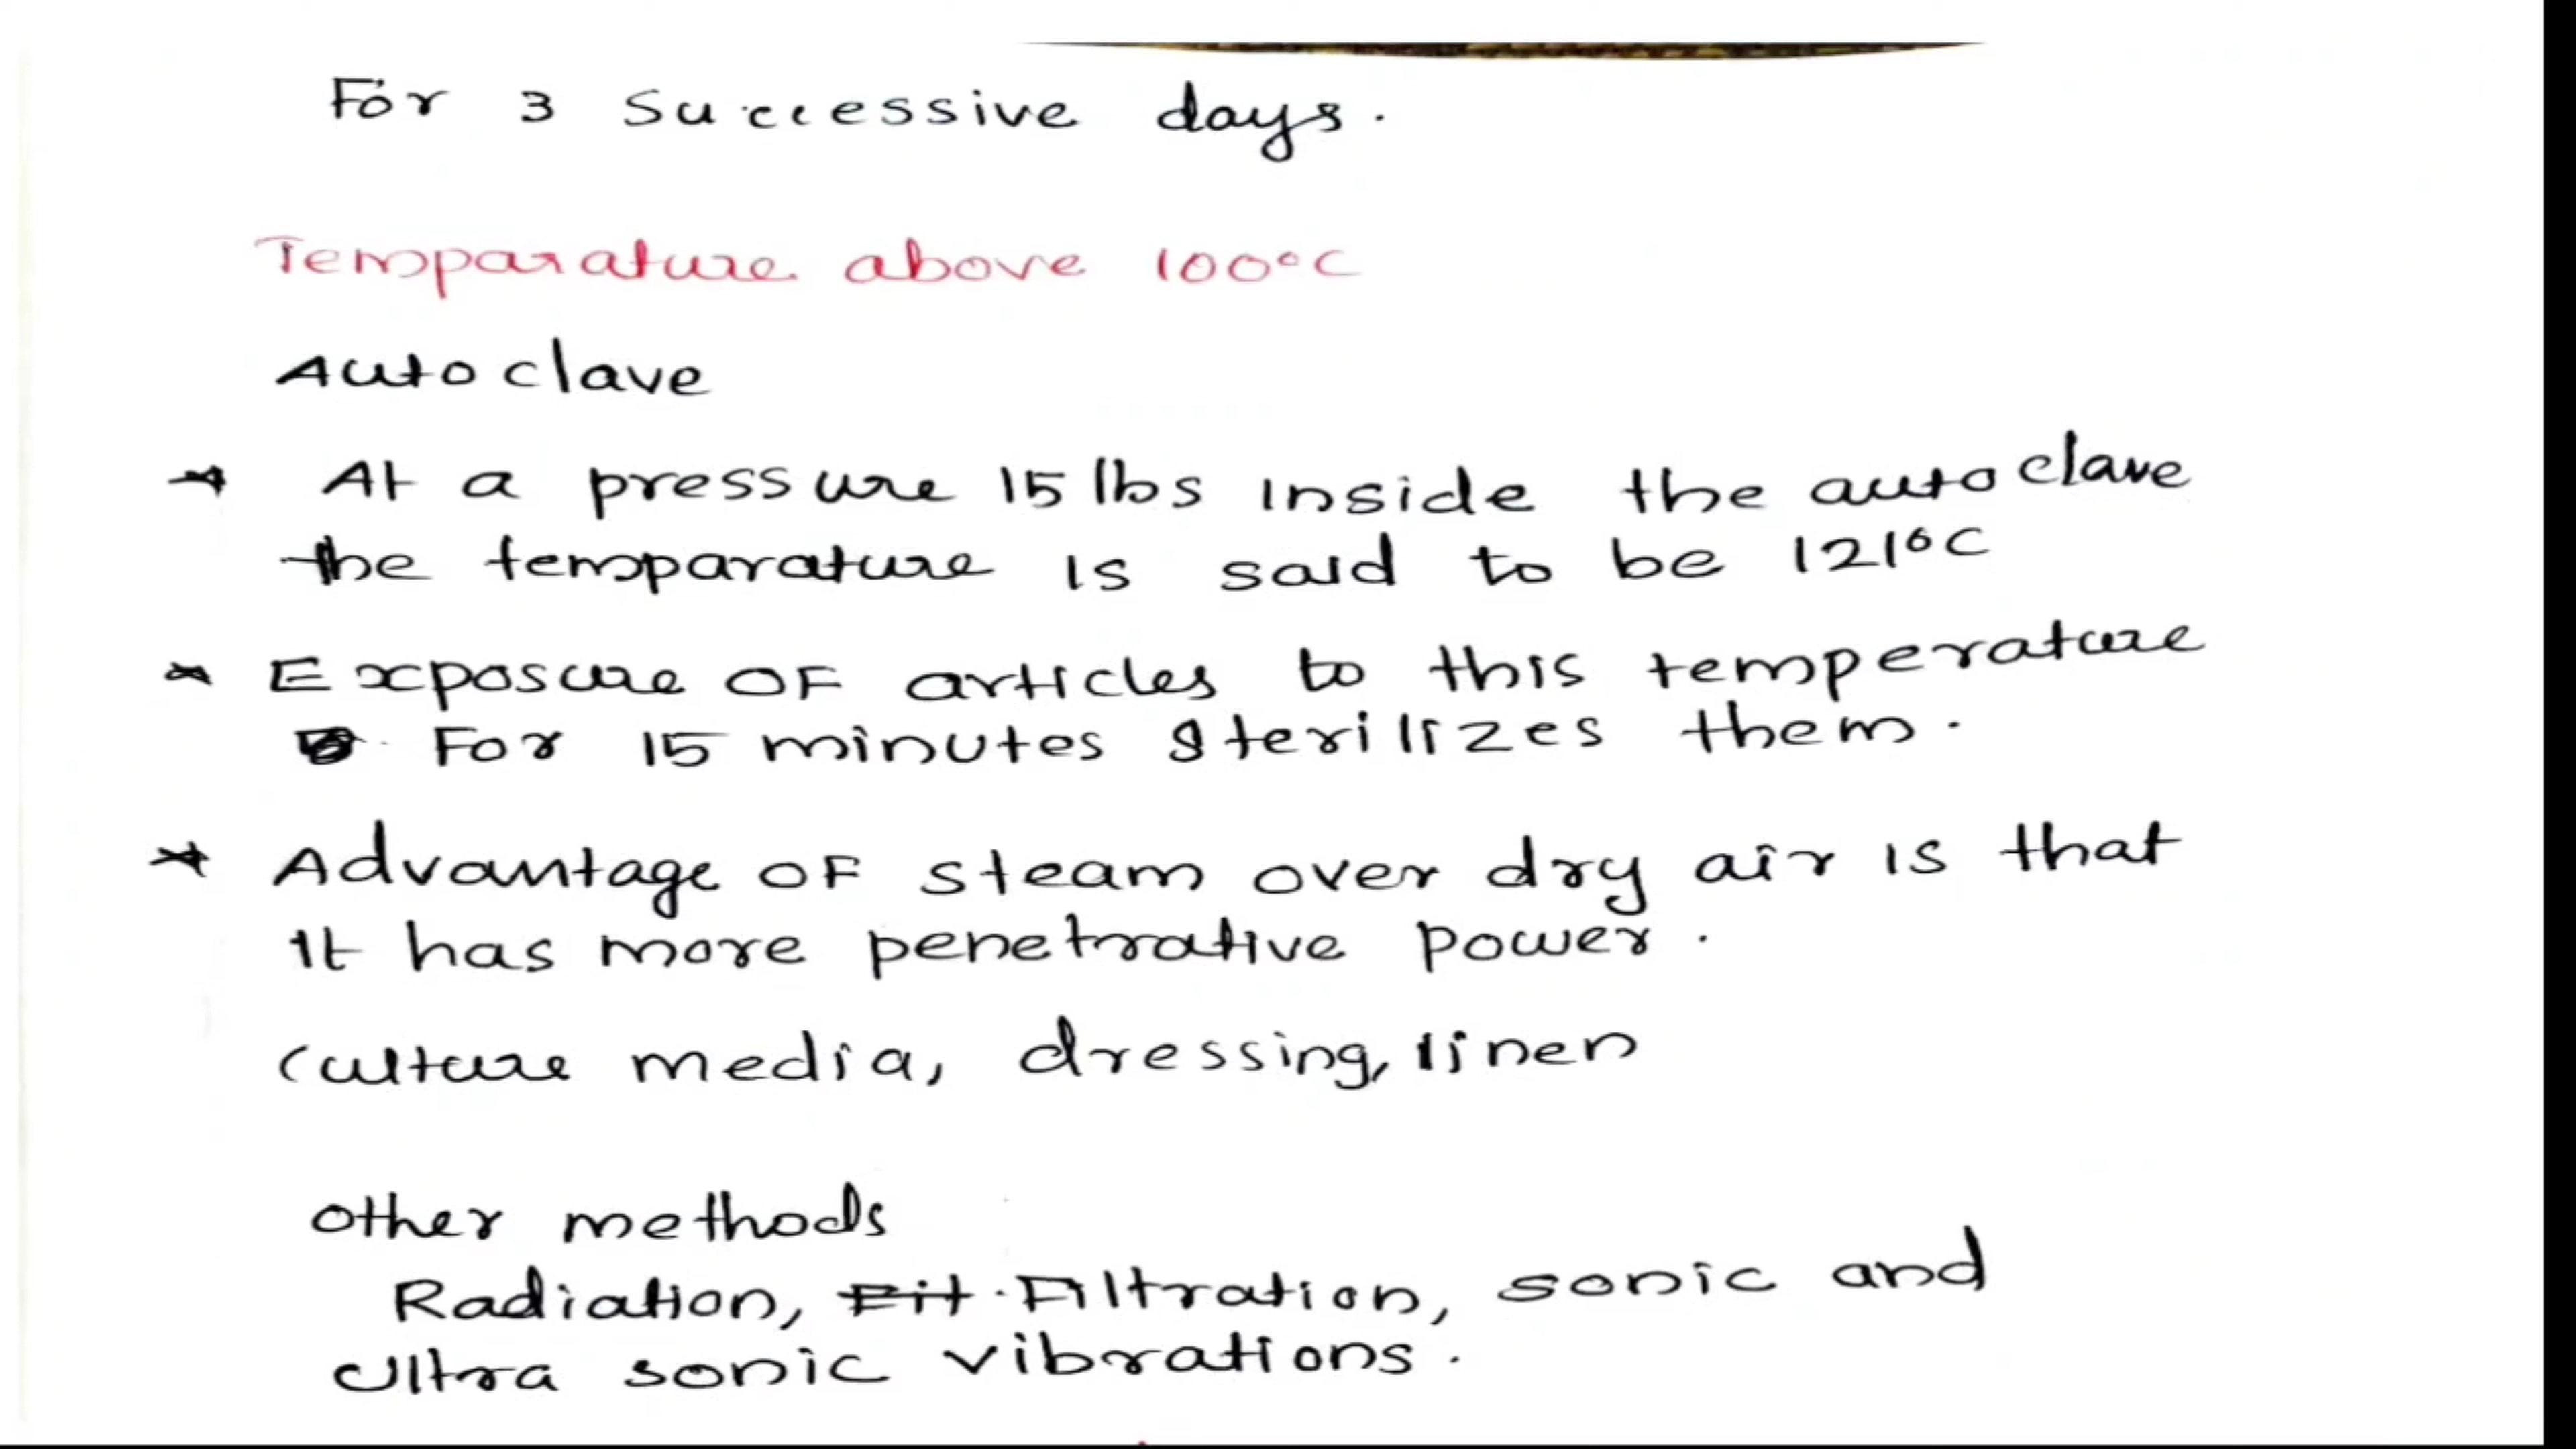 For 3 Successive days.
Temparature above 100°C
Autoclave
* At a pressure 15 lbs inside the autoclave
the temparature is said to be 121°C
* Exposure OF articles to this temperature
For 15 minutes sterilizes them.
* Advantage OF steam over dry air is that
it has more penetrative power.
Culture media, dressing, linen
Other methods
Radiation, Fit Filtration, sonic and
Ultra sonic vibrations.